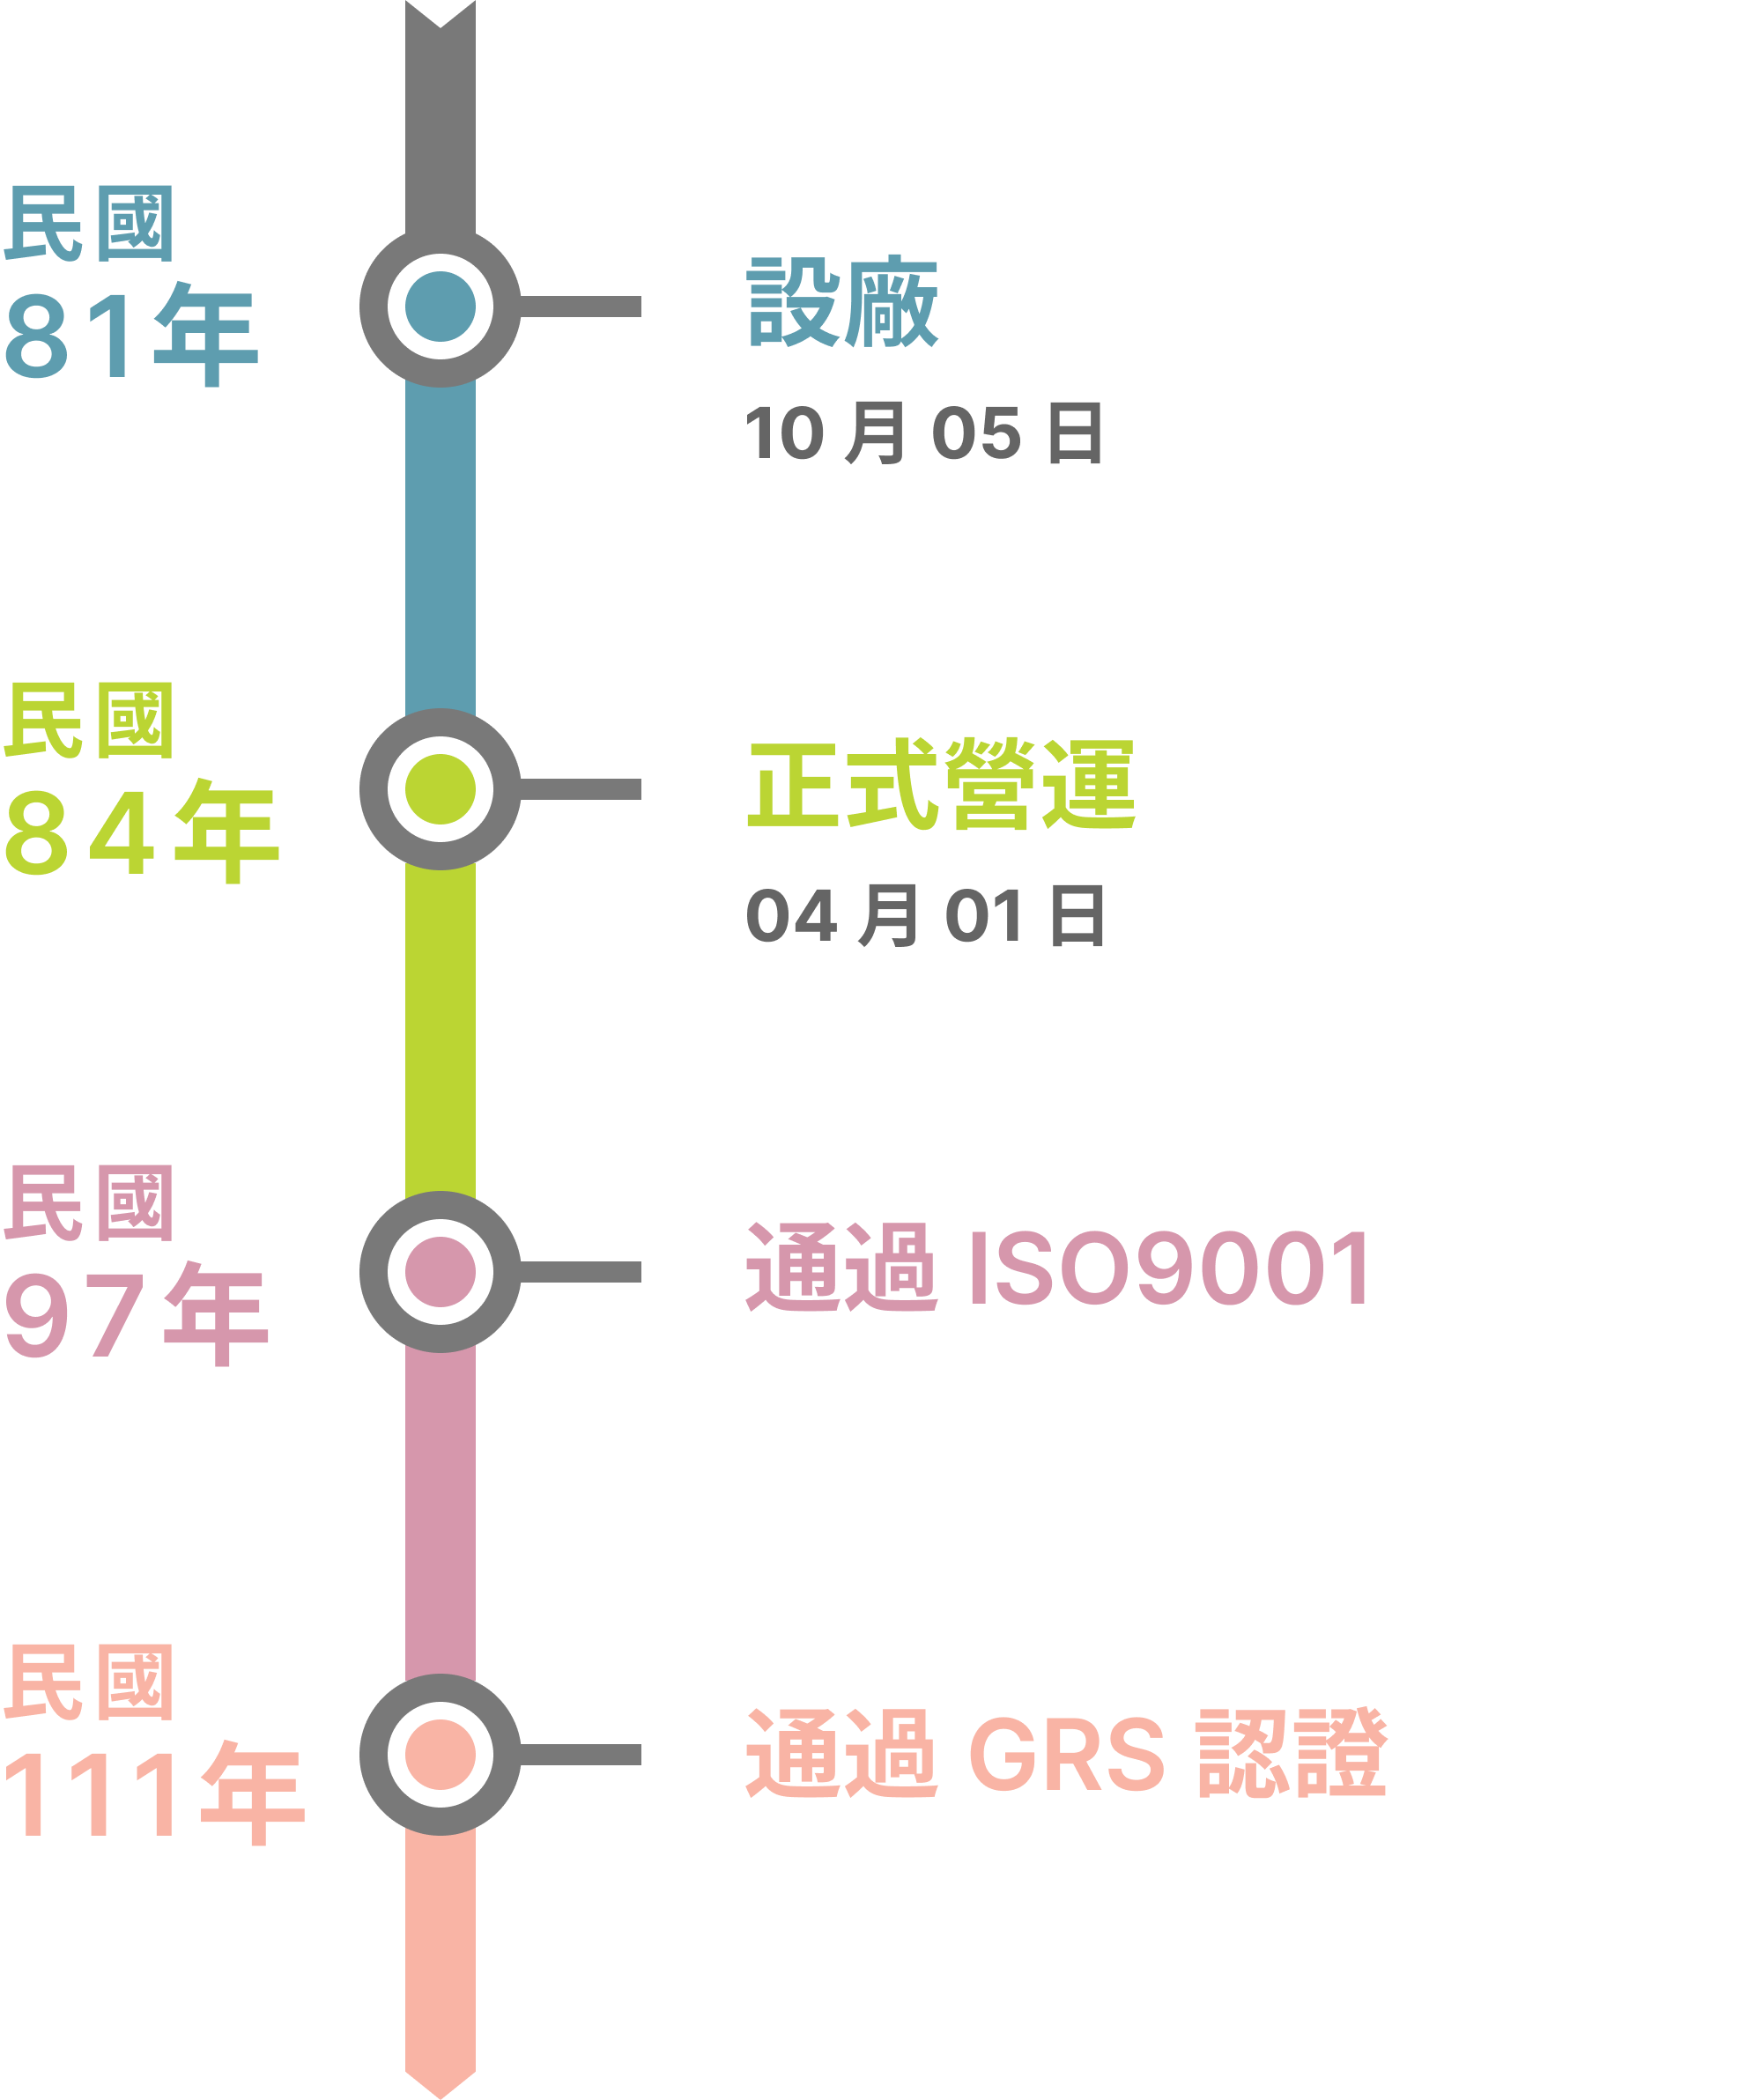 民國
81年
設廠
10 月 05 日
民國
84年
正式營運
04 月 01 日
民國
97年
通過 ISO9001
民國
111年
通過 GRS 認證